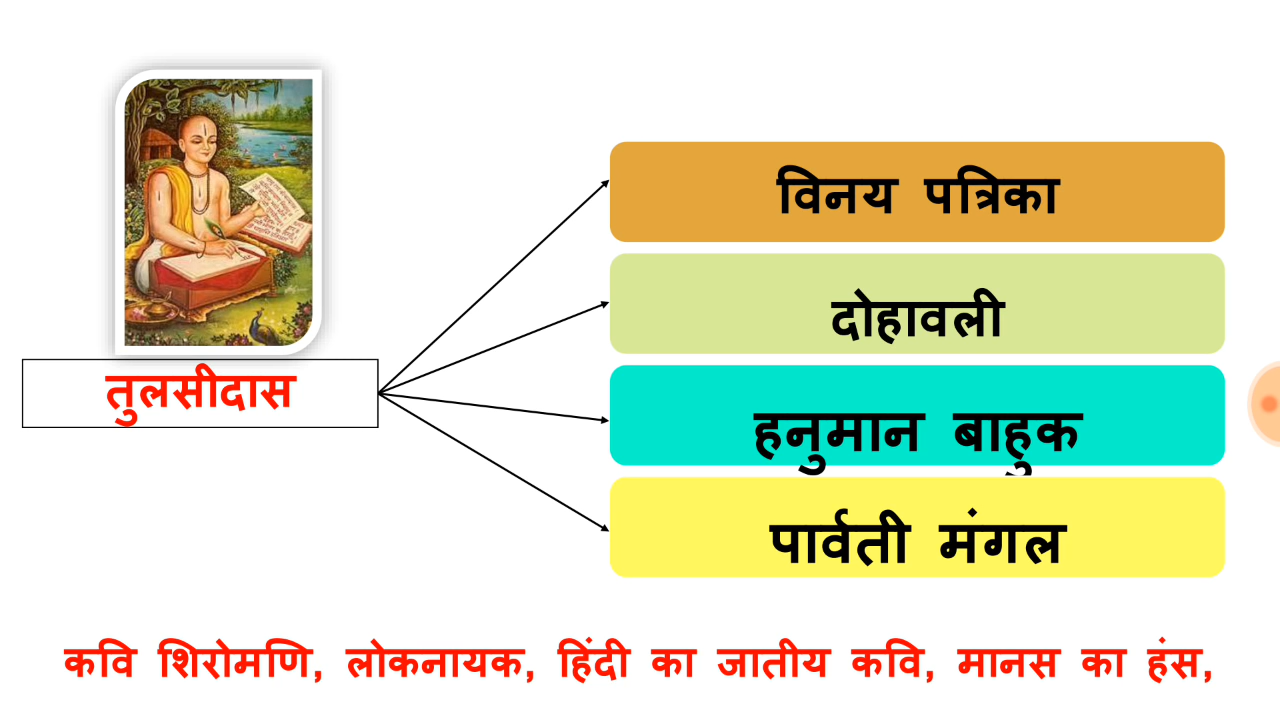 तुलसीदास
विनय पत्रिका
दोहावली
हनुमान बाहुक
पार्वती मंगल
कवि शिरोमणि, लोकनायक, हिंदी का जातीय कवि, मानस का हंस,